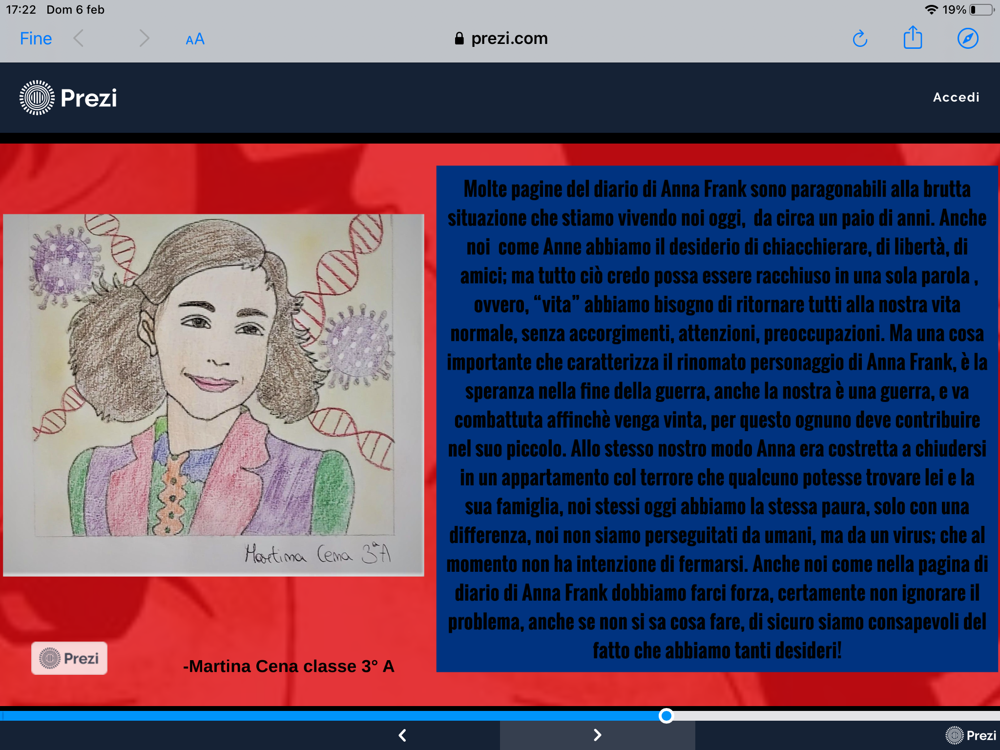 17:22 Dom 6 feb
19%
Fine
AA
prezi.com
Prezi
Accedi
Molte pagine del diario di Anna Frank sono paragonabili alla brutta
situazione che stiamo vivendo noi oggi, da circa un paio di anni. Anche
noi come Anne abbiamo il desiderio di chiacchierare, di libertà, di
amici; ma tutto ciò credo possa essere racchiuso in una sola parola ,
ovvero, “vita” abbiamo bisogno di ritornare tutti alla nostra vita
normale, senza accorgimenti, attenzioni, preoccupazioni. Ma una cosa
importante che caratterizza il rinomato personaggio di Anna Frank, è la
speranza nella fine della guerra, anche la nostra è una guerra, e va
combattuta affinchè venga vinta, per questo ognuno deve contribuire
nel suo piccolo. Allo stesso nostro modo Anna era costretta a chiudersi
in un appartamento col terrore che qualcuno potesse trovare lei e la
sua famiglia, noi stessi oggi abbiamo la stessa paura, solo con una
differenza, noi non siamo perseguitati da umani, ma da un virus; che al
momento non ha intenzione di fermarsi. Anche noi come nella pagina di
diario di Anna Frank dobbiamo farci forza, certamente non ignorare il
problema, anche se non si sa cosa fare, di sicuro siamo consapevoli del
fatto che abbiamo tanti desideri!
Martina Cena 3ªA
Prezi
-Martina Cena classe 3° A
Prezi